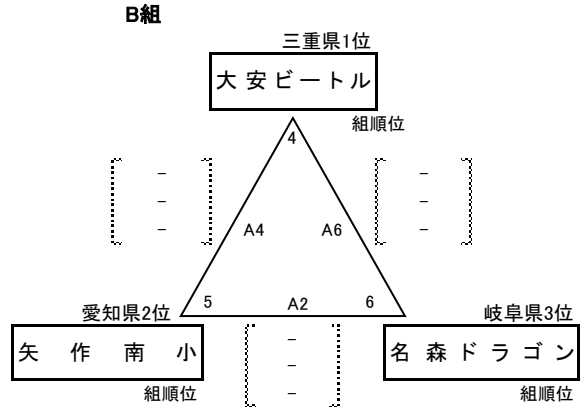 B組
三重県1位
大安ビートル
組順位
4
－ －
－ －
－ －
A4 A6
5 A2 6
愛知県2位 岐阜県3位
矢作南小 名森ドラゴン
－
－
－
組順位 組順位